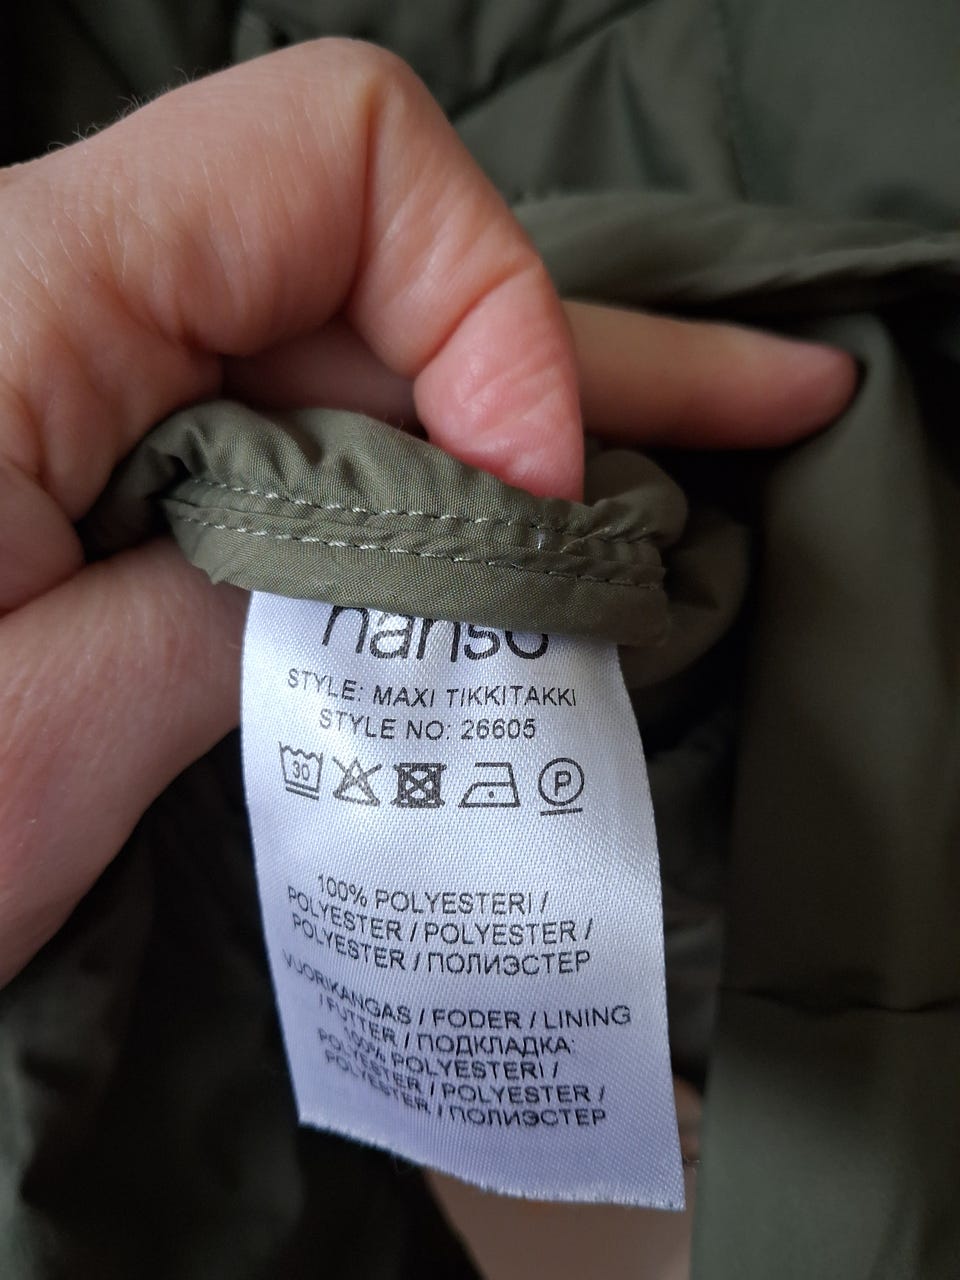 nanso
STYLE: MAXI TIKKITAKKI
STYLE NO: 26605
30
P
100% POLYESTERI /
POLYESTER / POLYESTER /
POLYESTER / ПОЛИЭСТЕР
VUORIKANGAS / FODER / LINING
/ FUTTER / ПОДКЛАДКА:
100% POLYESTERI /
POLYESTER / POLYESTER /
POLYESTER / ПОЛИЭСТЕР